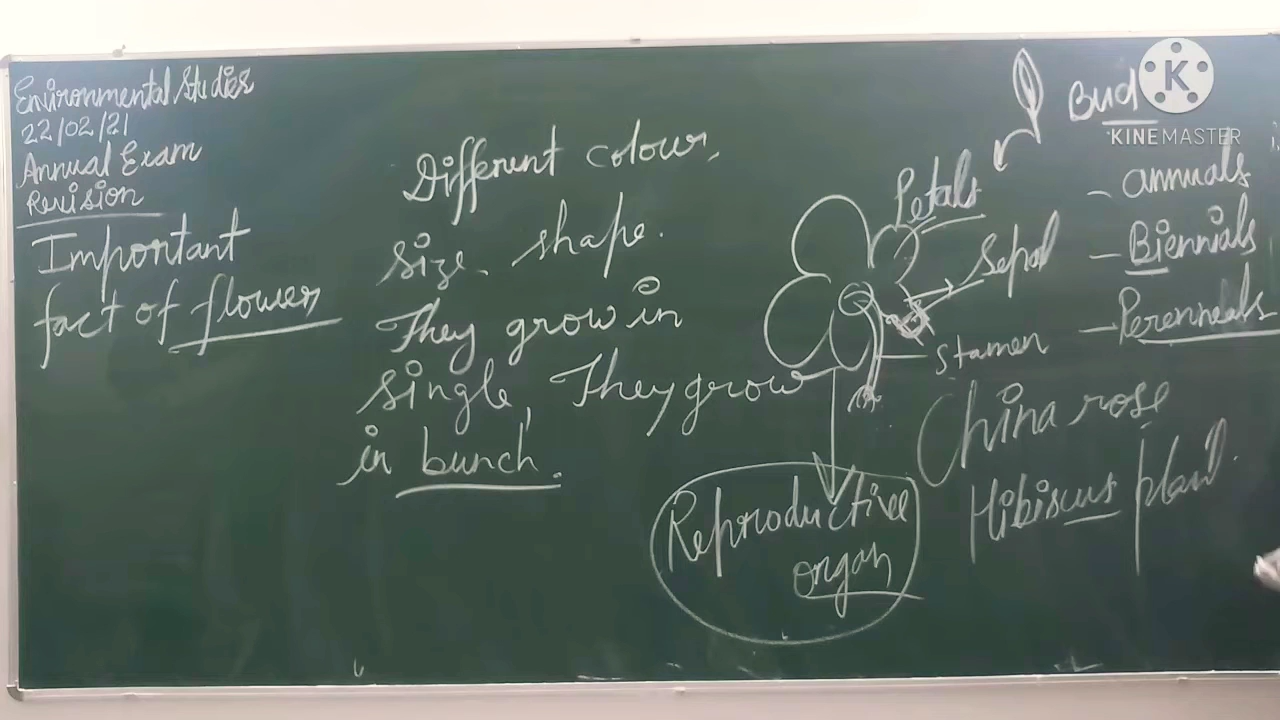 Environmental Studies
22/02/21
Annual Exam
Revision
Important
fact of flower
Different colour,
size shape.
They grow in
single, They grow
in bunch.
Petals
Sepal
Stamen
Reproductive
organ
Bud
- annuals
- Biennials
- Perenneals
China rose
Hibiscus plant.
K
KINEMASTER